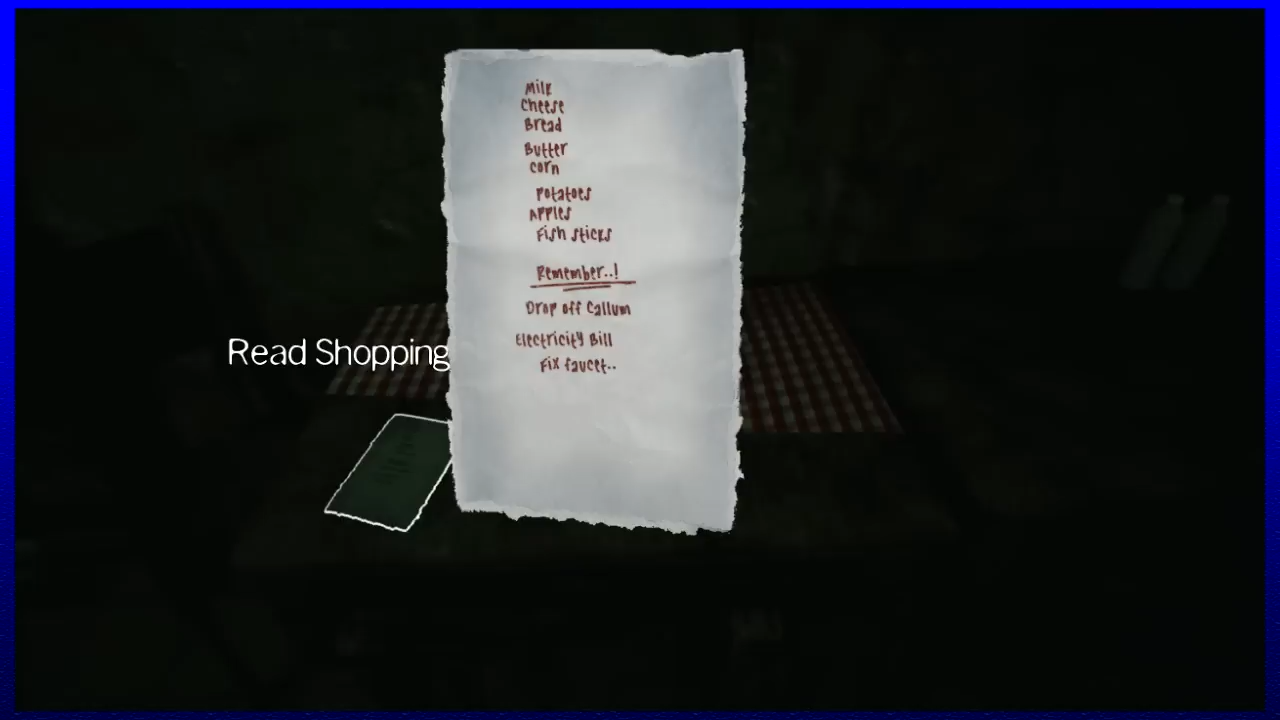 Milk
Cheese
Bread
Butter
corn
Potatoes
Apples
Fish sticks
Remember..!
Drop off Callum
Electricity Bill
Fix faucet..
Read Shopping